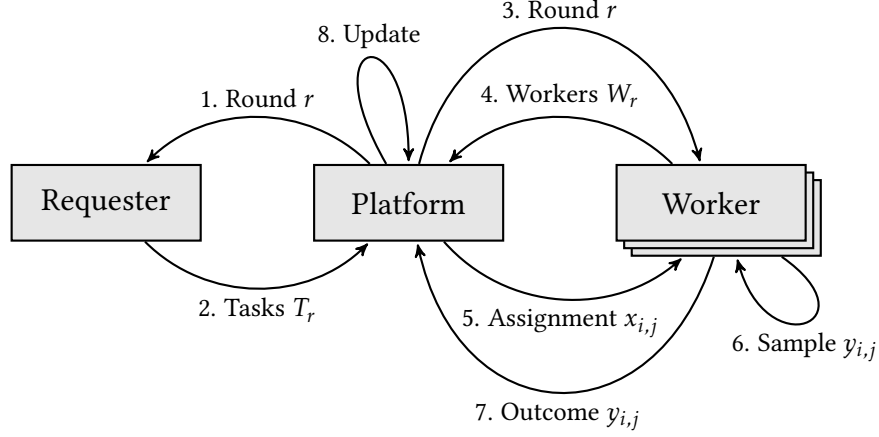 3. Round r
8. Update
1. Round r
4. Workers W_r
Requester
Platform
Worker
2. Tasks T_r
5. Assignment x_{i,j}
6. Sample y_{i,j}
7. Outcome y_{i,j}